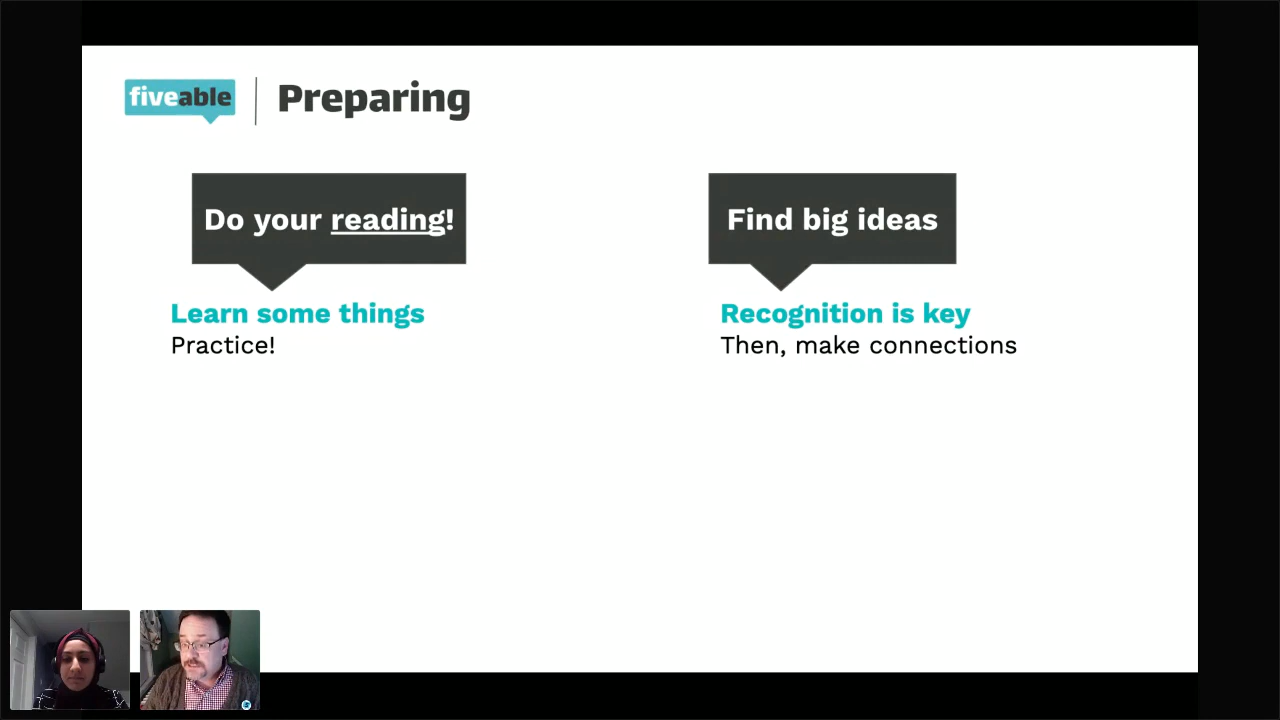 fiveable
Preparing
Do your reading!
Find big ideas
Learn some things
Practice!
Recognition is key
Then, make connections